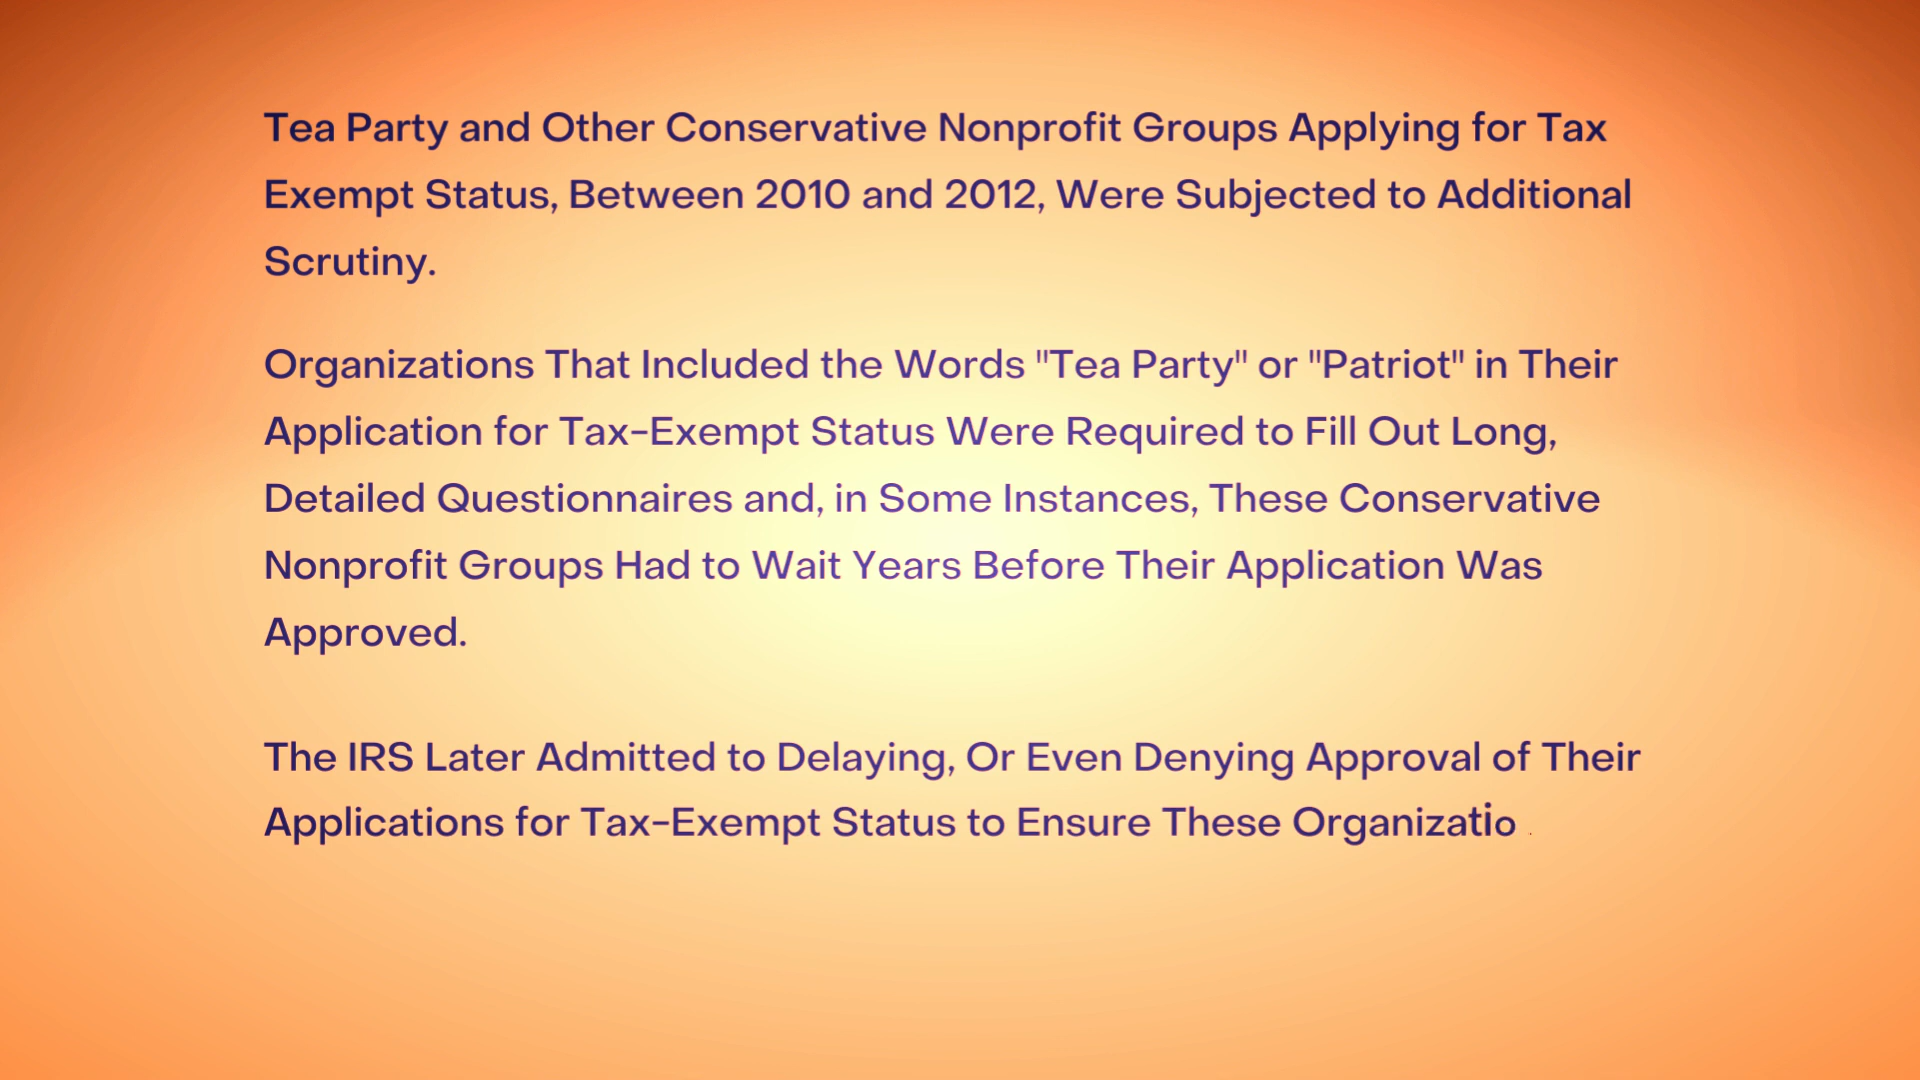 Tea Party and Other Conservative Nonprofit Groups Applying for Tax
Exempt Status, Between 2010 and 2012, Were Subjected to Additional
Scrutiny.
Organizations That Included the Words "Tea Party" or "Patriot" in Their
Application for Tax-Exempt Status Were Required to Fill Out Long,
Detailed Questionnaires and, in Some Instances, These Conservative
Nonprofit Groups Had to Wait Years Before Their Application Was
Approved.
The IRS Later Admitted to Delaying, Or Even Denying Approval of Their
Applications for Tax-Exempt Status to Ensure These Organizatio